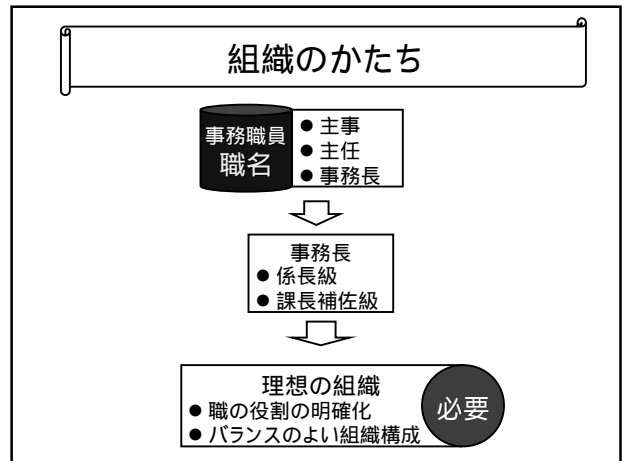 組織のかたち
事務職員
職名
● 主事
● 主任
● 事務長
事務長
● 係長級
● 課長補佐級
理想の組織
● 職の役割の明確化
● バランスのよい組織構成
必要